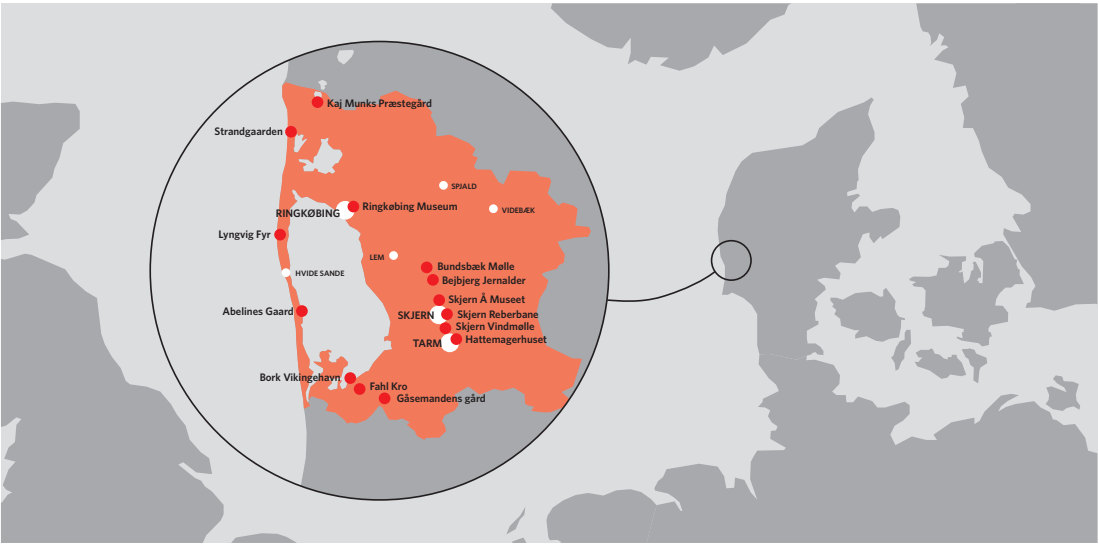 Kaj Munks Præstegård
Strandgaarden
SPJALD
Ringkøbing Museum
VIDEBÆK
RINGKØBING
Lyngvig Fyr
LEM
Bundsbæk Mølle
HVIDE SANDE
Bejbjerg Jernalder
Skjern Å Museet
Abelines Gaard
SKJERN
Skjern Reberbane
Skjern Vindmølle
Hattemagerhuset
TARM
Bork Vikingehavn
Fahl Kro
Gåsemandens gård